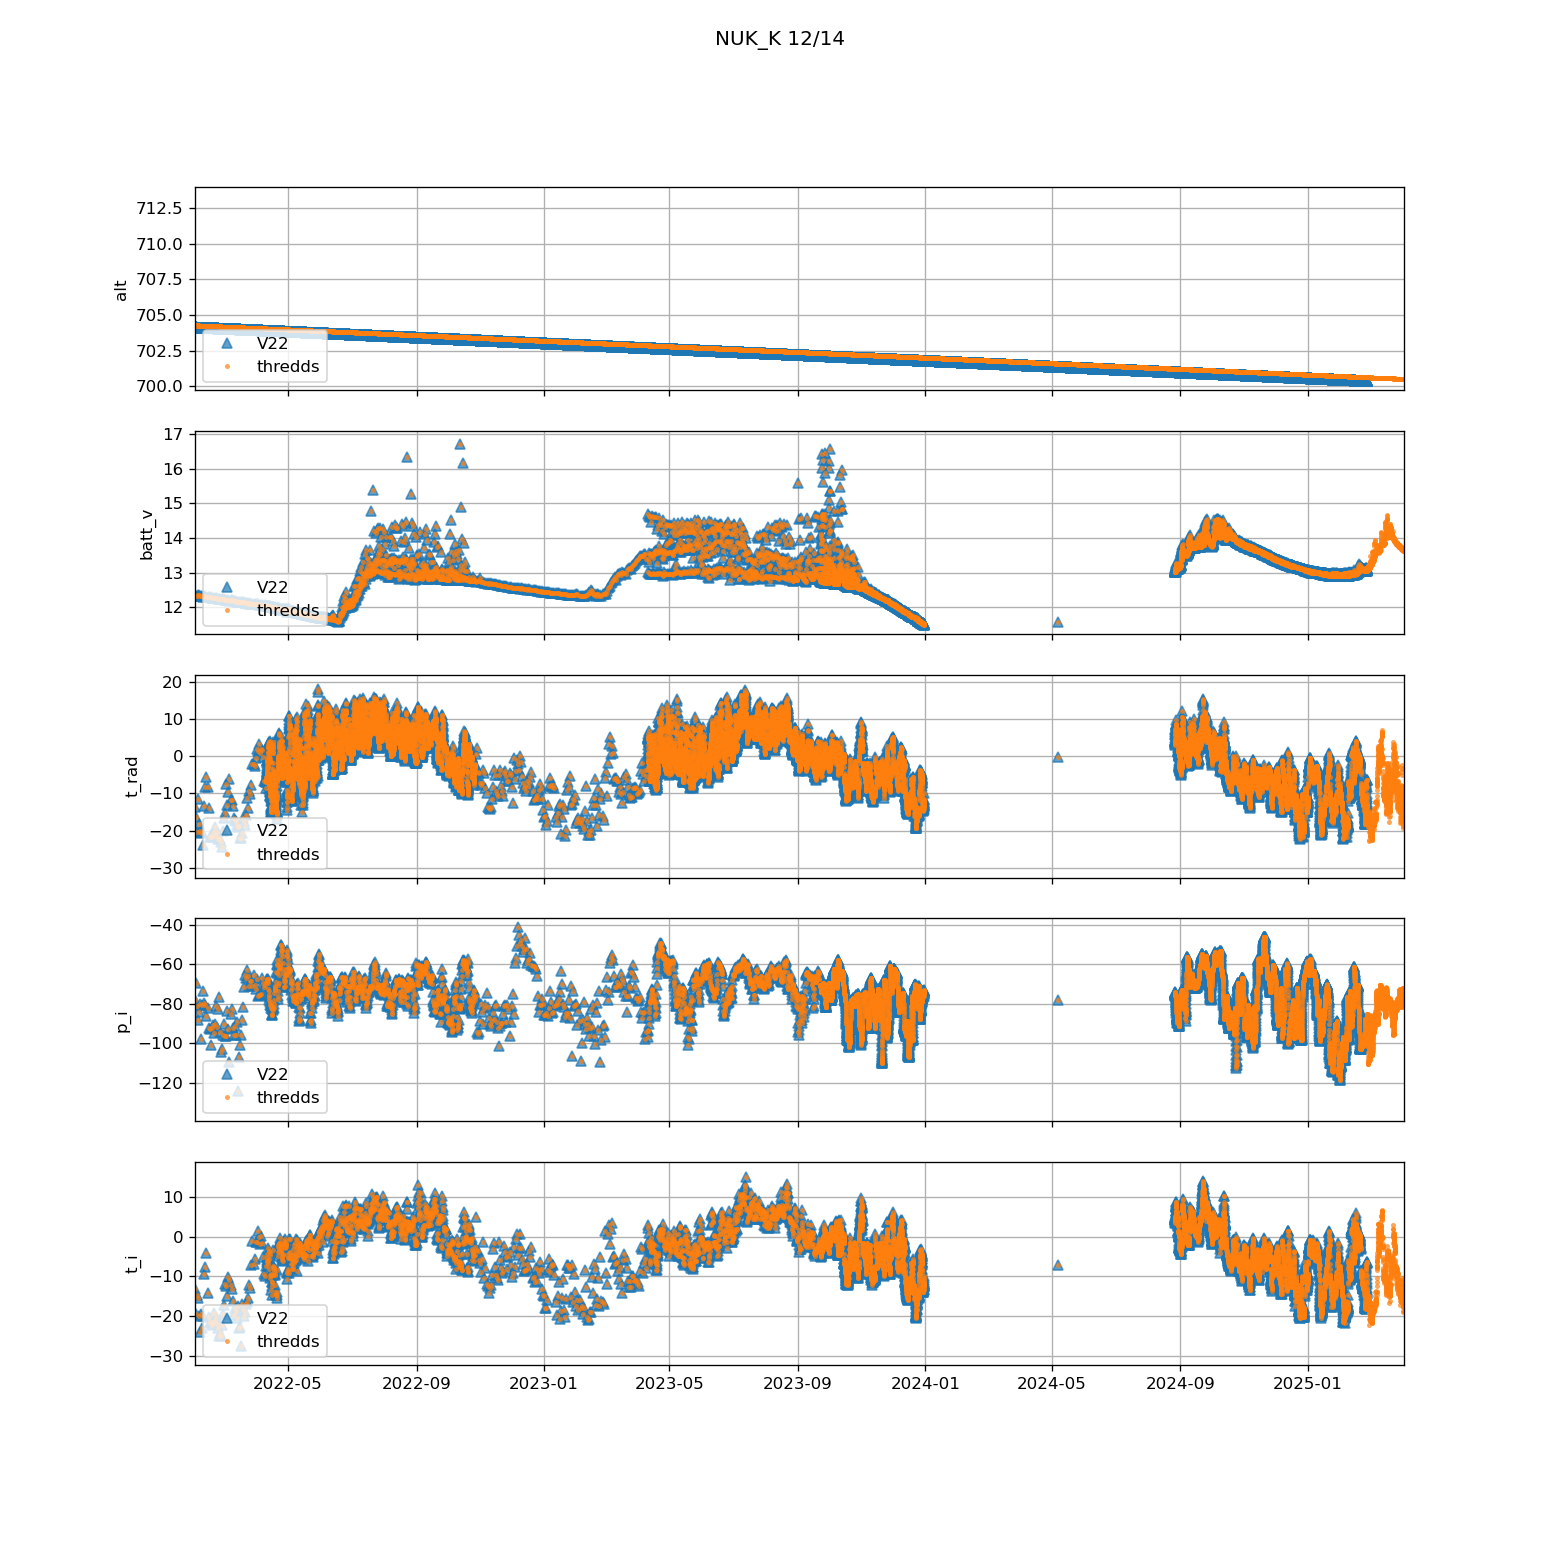 NUK_K 12/14
712.5
710.0
707.5
705.0
702.5
700.0
alt
V22
thredds
17
16
15
14
13
12
batt_v
V22
thredds
20
10
0
−10
−20
−30
t_rad
V22
thredds
−40
−60
−80
−100
−120
p_i
V22
thredds
10
0
−10
−20
−30
t_i
V22
thredds
2022-05 2022-09 2023-01 2023-05 2023-09 2024-01 2024-05 2024-09 2025-01